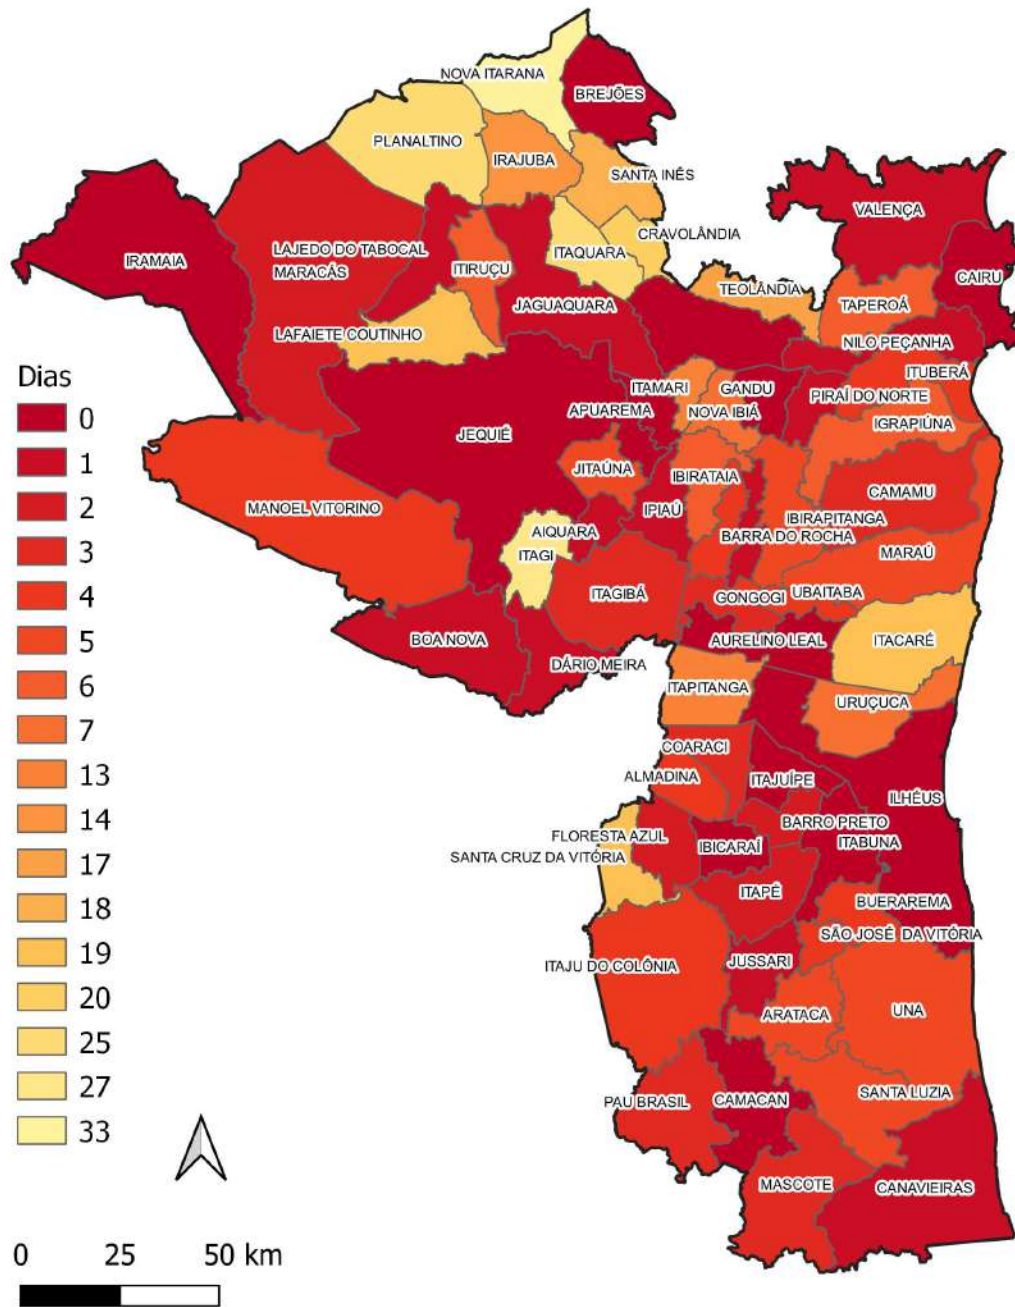 NOVA ITARANA
BREJÕES
PLANALTINO
IRAJUBA
SANTA INÊS
VALENÇA
CRAVOLÂNDIA
LAJEDO DO TABOCAL
ITAQUARA
IRAMAIA
MARACÁS
ITIRUÇU
CAIRU
TEOLÂNDIA
JAGUAQUARA
TAPEROÁ
LAFAIETE COUTINHO
NILO PEÇANHA
ITUBERÁ
Dias
ITAMARI
GANDU
PIRAÍ DO NORTE
APUAREMA
NOVA IBIÁ
IGRAPIÚNA
JEQUIÉ
JITAÚNA
IBIRATAIA
CAMAMU
MANOEL VITORINO
IPIAÚ
IBIRAPITANGA
AIQUARA
BARRA DO ROCHA
ITAGI
MARAÚ
ITAGIBÁ
GONGOGI
UBAITABA
BOA NOVA
AURELINO LEAL
ITACARÉ
DÁRIO MEIRA
ITAPITANGA
URUÇUCA
COARACI
ALMADINA
ITAJUÍPE
ILHÉUS
BARRO PRETO
FLORESTA AZUL
IBICARAÍ
ITABUNA
SANTA CRUZ DA VITÓRIA
ITAPÉ
BUERAREMA
SÃO JOSÉ DA VITÓRIA
ITAJU DO COLÔNIA
JUSSARI
ARATACA
UNA
SANTA LUZIA
PAU BRASIL
CAMACAN
MASCOTE
CANAVIEIRAS
0
1
2
3
4
5
6
7
13
14
17
18
19
20
25
27
33
0 25 50 km